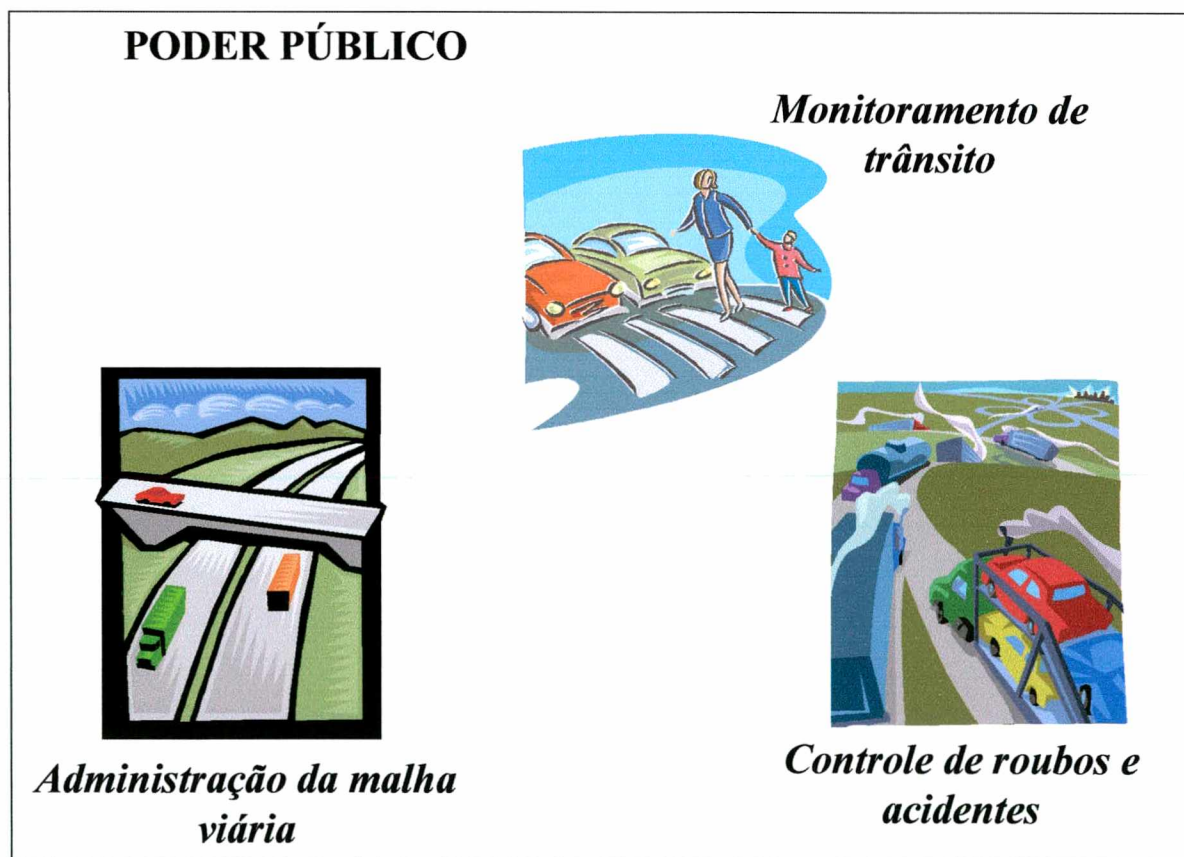 PODER PÚBLICO
Monitoramento de
trânsito
Administração da malha
viária
Controle de roubos e
acidentes